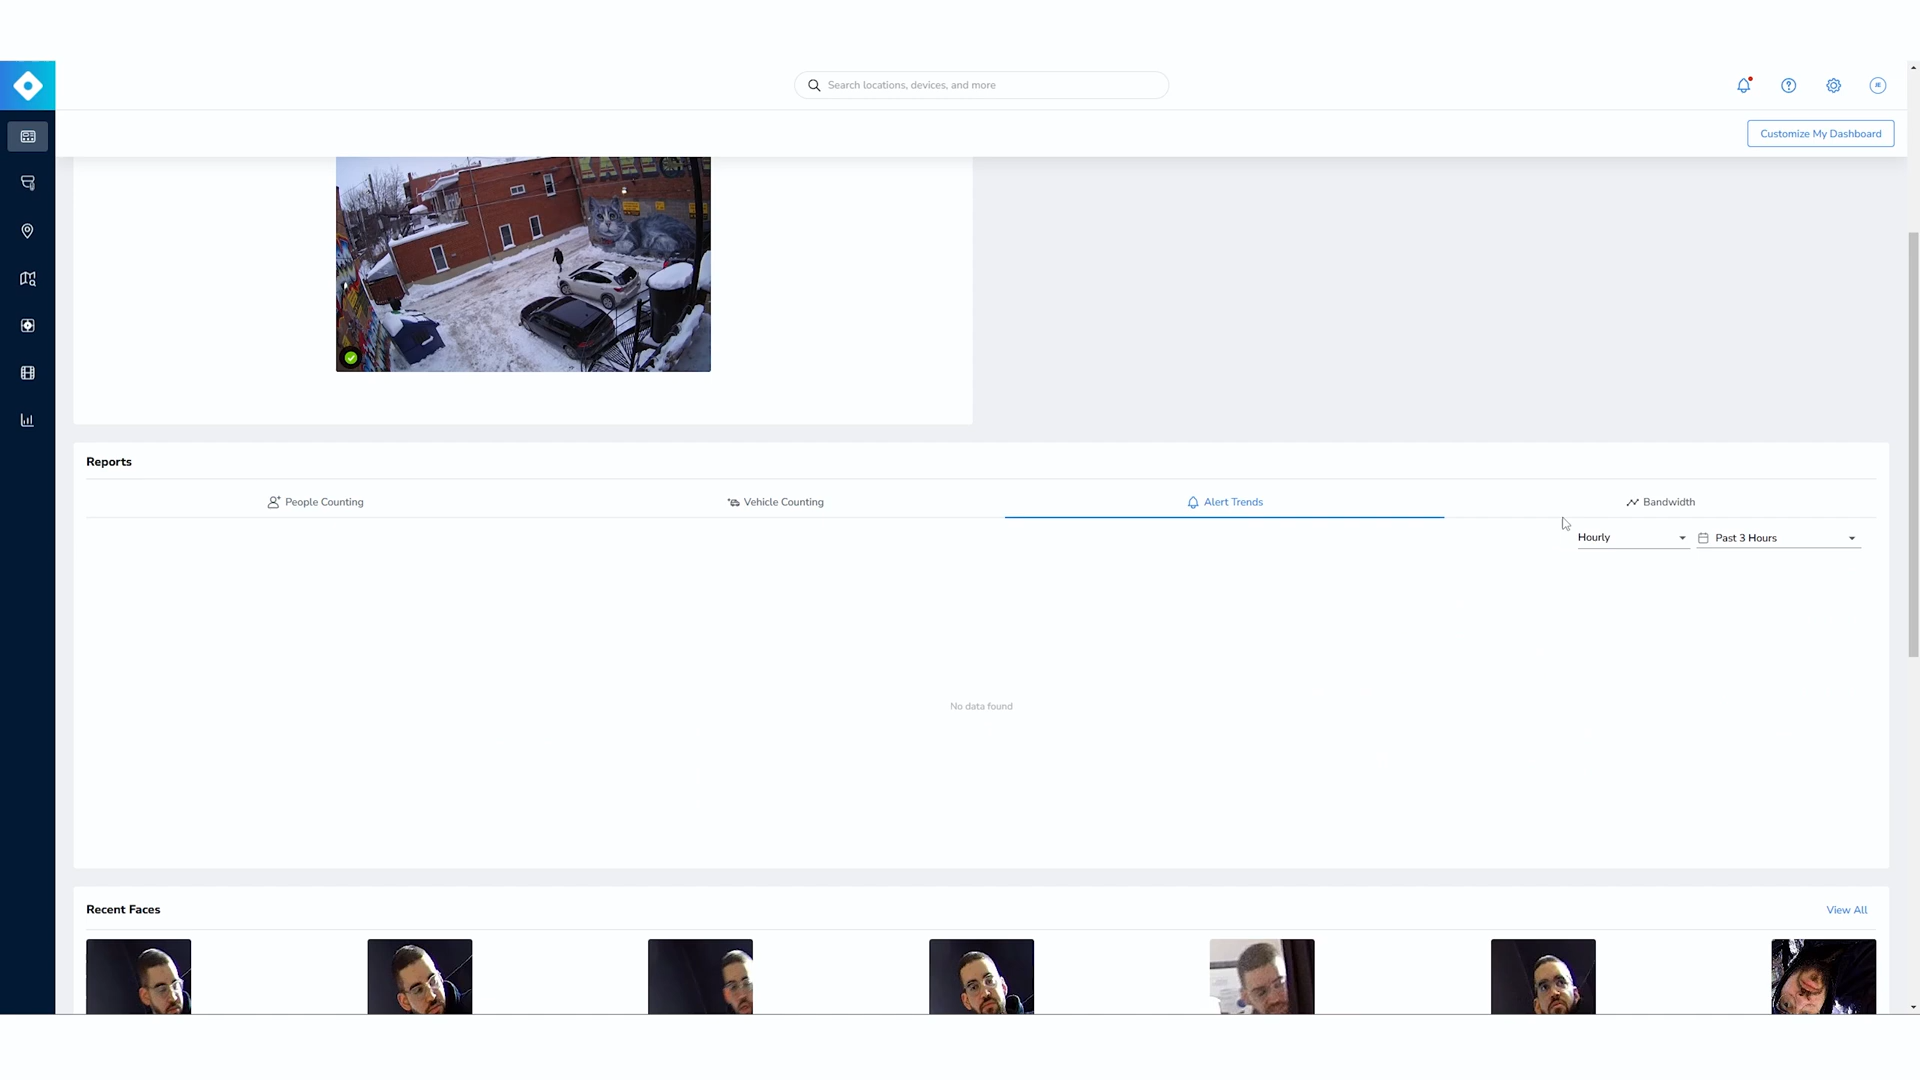 Search locations, devices, and more
Customize My Dashboard
Reports
People Counting
Vehicle Counting
Alert Trends
Bandwidth
Hourly
Past 3 Hours
No data found
Recent Faces
View All